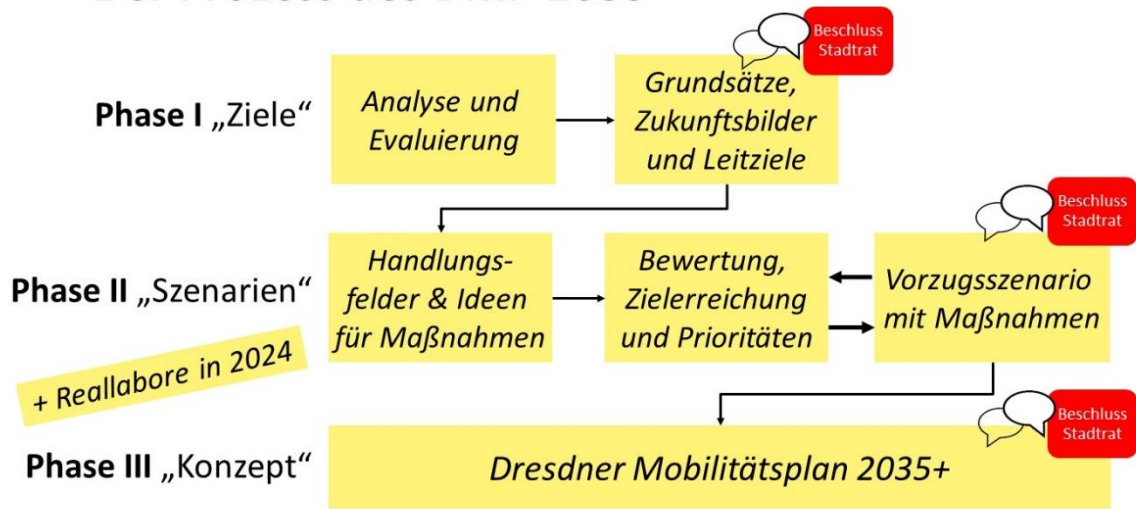 Beschluss
Stadtrat
Phase I „Ziele“
Analyse und
Evaluierung
Grundsätze,
Zukunftsbilder
und Leitziele
Beschluss
Stadtrat
Phase II „Szenarien“
Handlungs-
felder & Ideen
für Maßnahmen
Bewertung,
Zielerreichung
und Prioritäten
Vorzugsszenario
mit Maßnahmen
+ Reallabore in 2024
Beschluss
Stadtrat
Phase III „Konzept“
Dresdner Mobilitätsplan 2035+